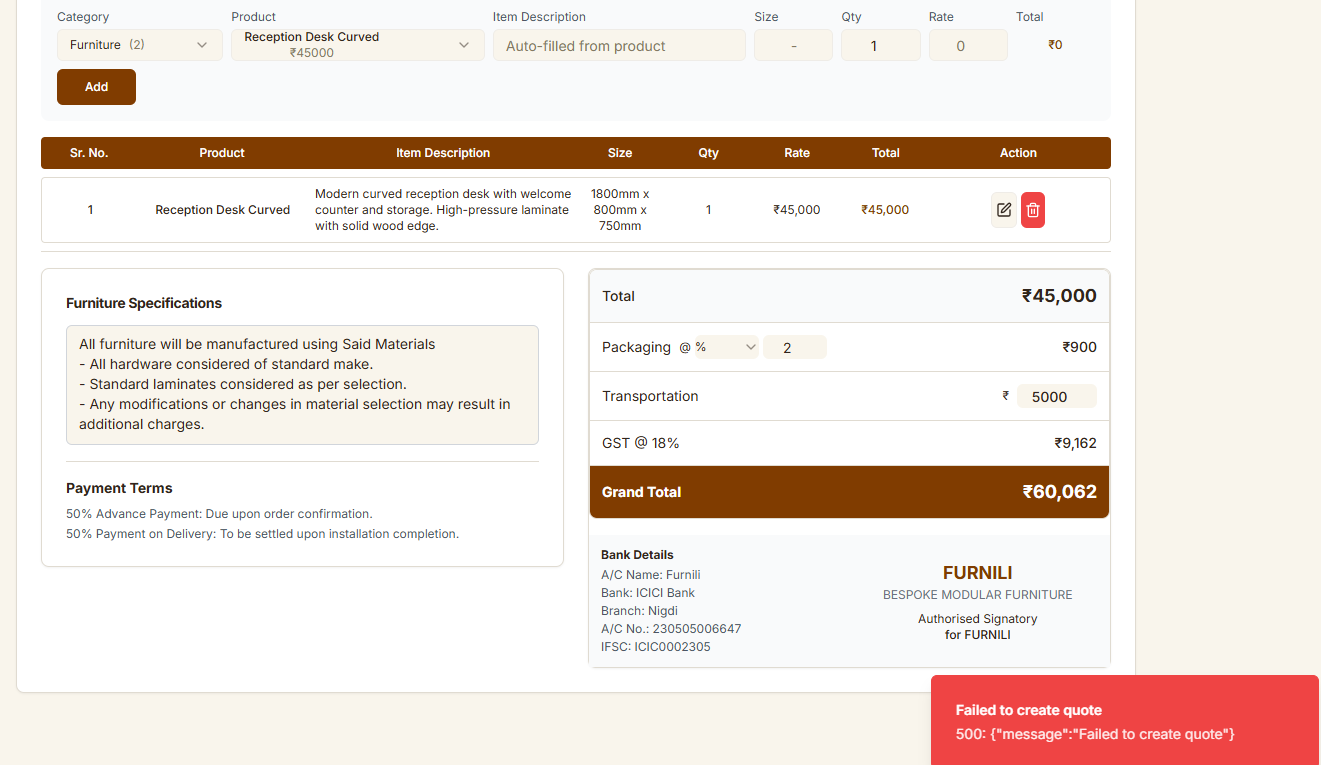 Category Product Item Description Size Qty Rate Total
Furniture (2) Reception Desk Curved ₹45000 Auto-filled from product - 1 0 ₹0
Add
Sr. No. Product Item Description Size Qty Rate Total Action
1 Reception Desk Curved Modern curved reception desk with welcome counter and storage. High-pressure laminate with solid wood edge. 1800mm x 800mm x 750mm 1 ₹45,000 ₹45,000
Furniture Specifications
All furniture will be manufactured using Said Materials
- All hardware considered of standard make.
- Standard laminates considered as per selection.
- Any modifications or changes in material selection may result in
additional charges.
Payment Terms
50% Advance Payment: Due upon order confirmation.
50% Payment on Delivery: To be settled upon installation completion.
Total ₹45,000
Packaging @ % 2 ₹900
Transportation ₹ 5000
GST @ 18% ₹9,162
Grand Total ₹60,062
Bank Details
A/C Name: Furnili
Bank: ICICI Bank
Branch: Nigdi
A/C No.: 230505006647
IFSC: ICIC0002305
FURNILI
BESPOKE MODULAR FURNITURE
Authorised Signatory
for FURNILI
Failed to create quote
500: {"message":"Failed to create quote"}